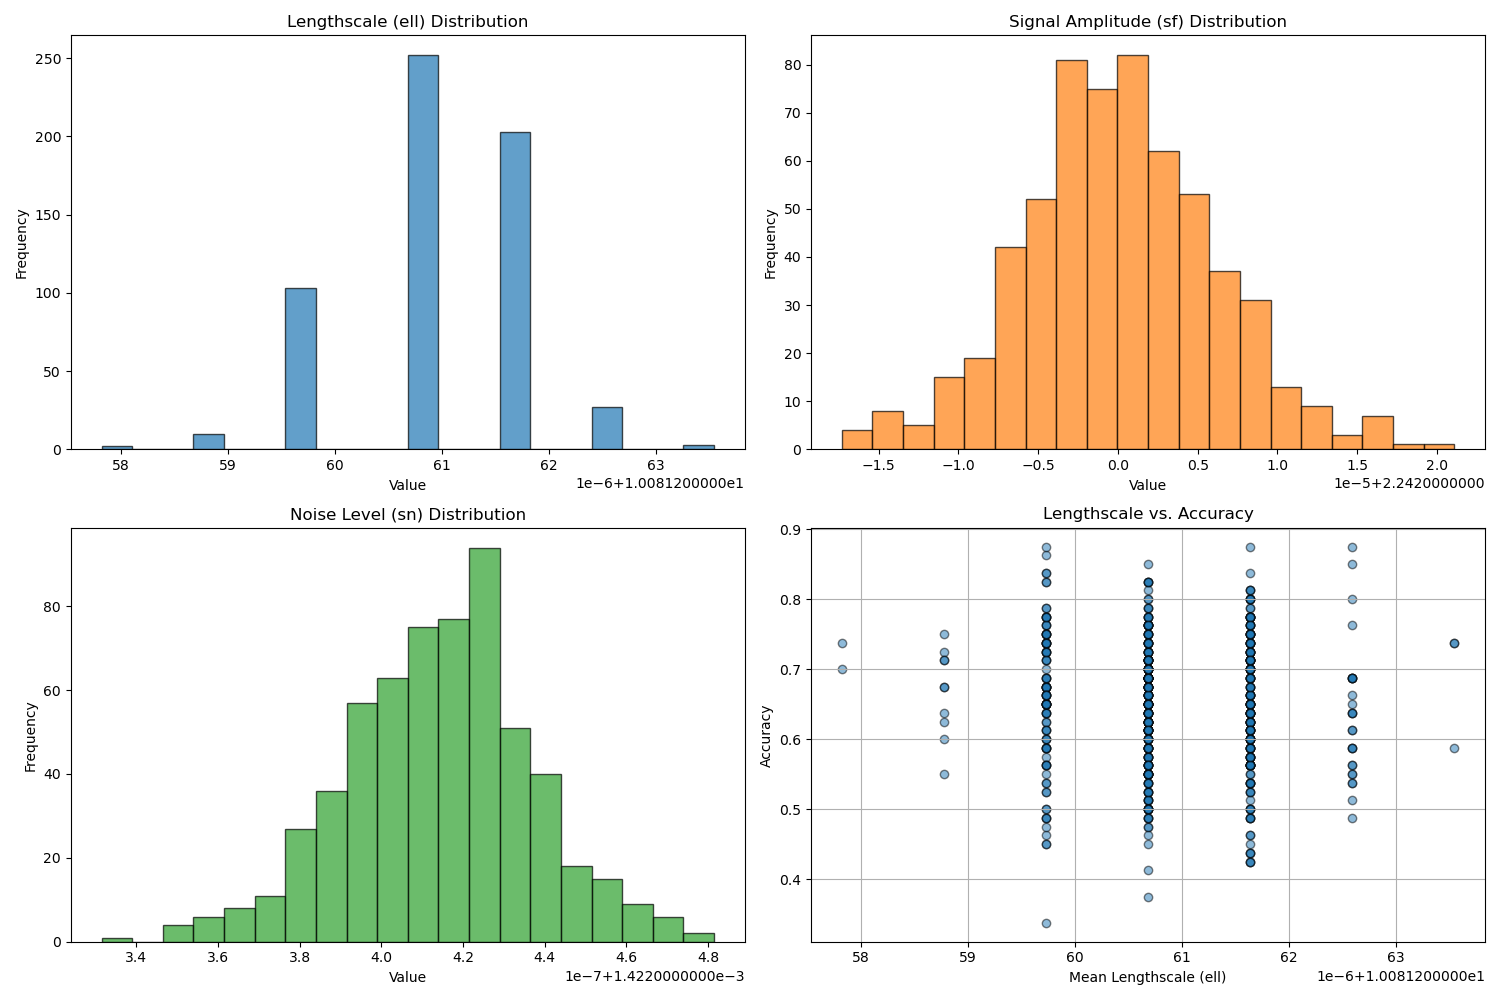 Lengthscale (ell) Distribution
Frequency
250
200
150
100
50
0
58 59 60 61 62 63
Value
1e−6+1.0081200000e1
Signal Amplitude (sf) Distribution
Frequency
80
70
60
50
40
30
20
10
0
−1.5 −1.0 −0.5 0.0 0.5 1.0 1.5 2.0
Value
1e−5+2.2420000000
Noise Level (sn) Distribution
Frequency
80
60
40
20
0
3.4 3.6 3.8 4.0 4.2 4.4 4.6 4.8
Value
1e−7+1.4220000000e−3
Lengthscale vs. Accuracy
Accuracy
0.9
0.8
0.7
0.6
0.5
0.4
58 59 60 61 62 63
Mean Lengthscale (ell)
1e−6+1.0081200000e1